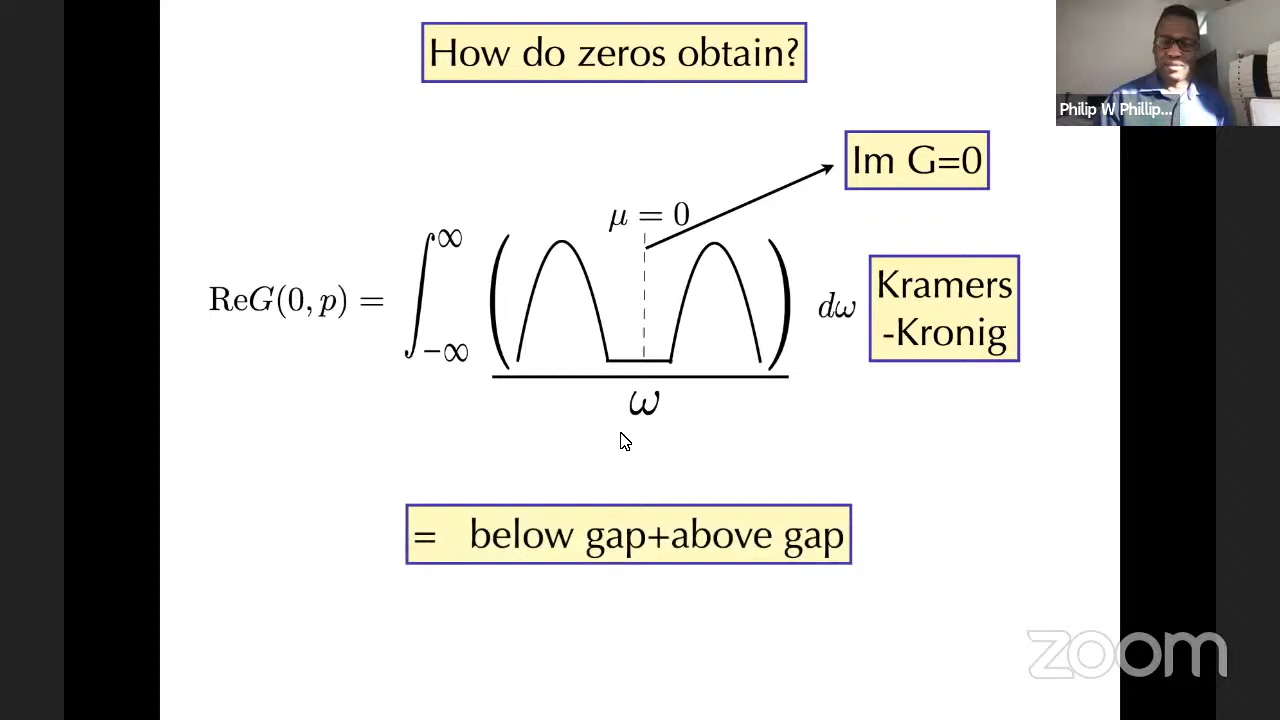 How do zeros obtain?
Philip W Phillip...
Im G=0
μ = 0
ReG(0, p) = ∫_{-∞}^{∞} ( ) dω
ω
Kramers
-Kronig
= below gap+above gap
zoom